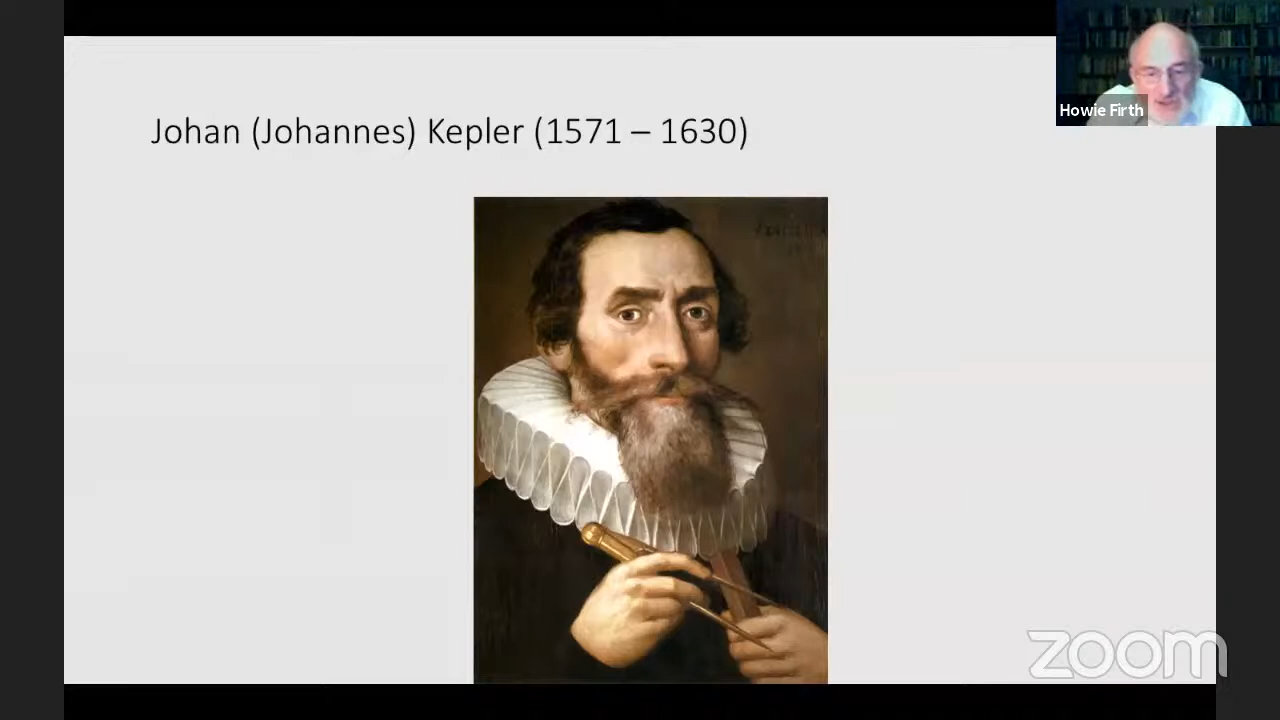 Howie Firth
Johan (Johannes) Kepler (1571 – 1630)
zoom